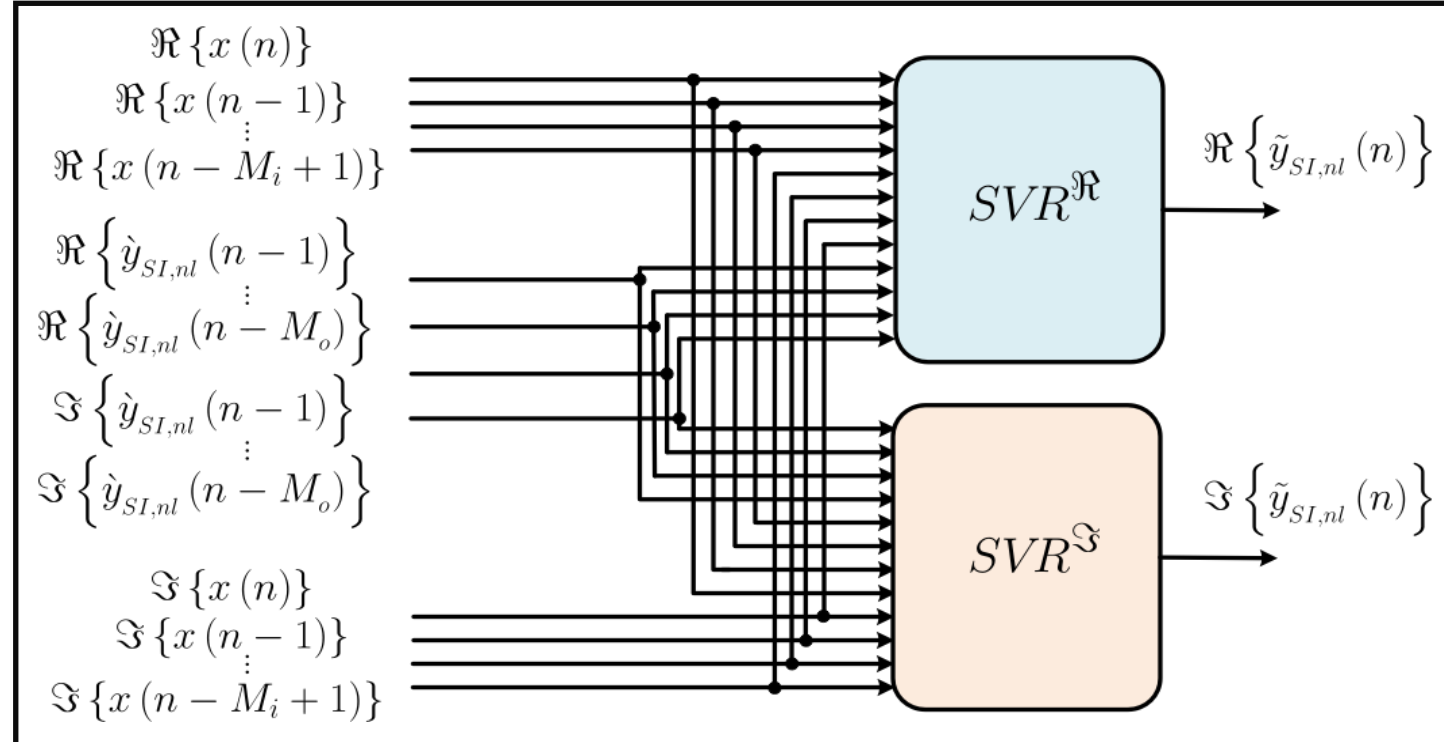 ℜ {x (n)}
ℜ {x (n − 1)}
⋮
ℜ {x (n − M_i + 1)}
ℜ {ỳ_{SI,nl} (n − 1)}
⋮
ℜ {ỳ_{SI,nl} (n − M_o)}
ℑ {ỳ_{SI,nl} (n − 1)}
⋮
ℑ {ỳ_{SI,nl} (n − M_o)}
ℑ {x (n)}
ℑ {x (n − 1)}
⋮
ℑ {x (n − M_i + 1)}
SVR^ℜ
ℜ {ỹ_{SI,nl} (n)}
SVR^ℑ
ℑ {ỹ_{SI,nl} (n)}